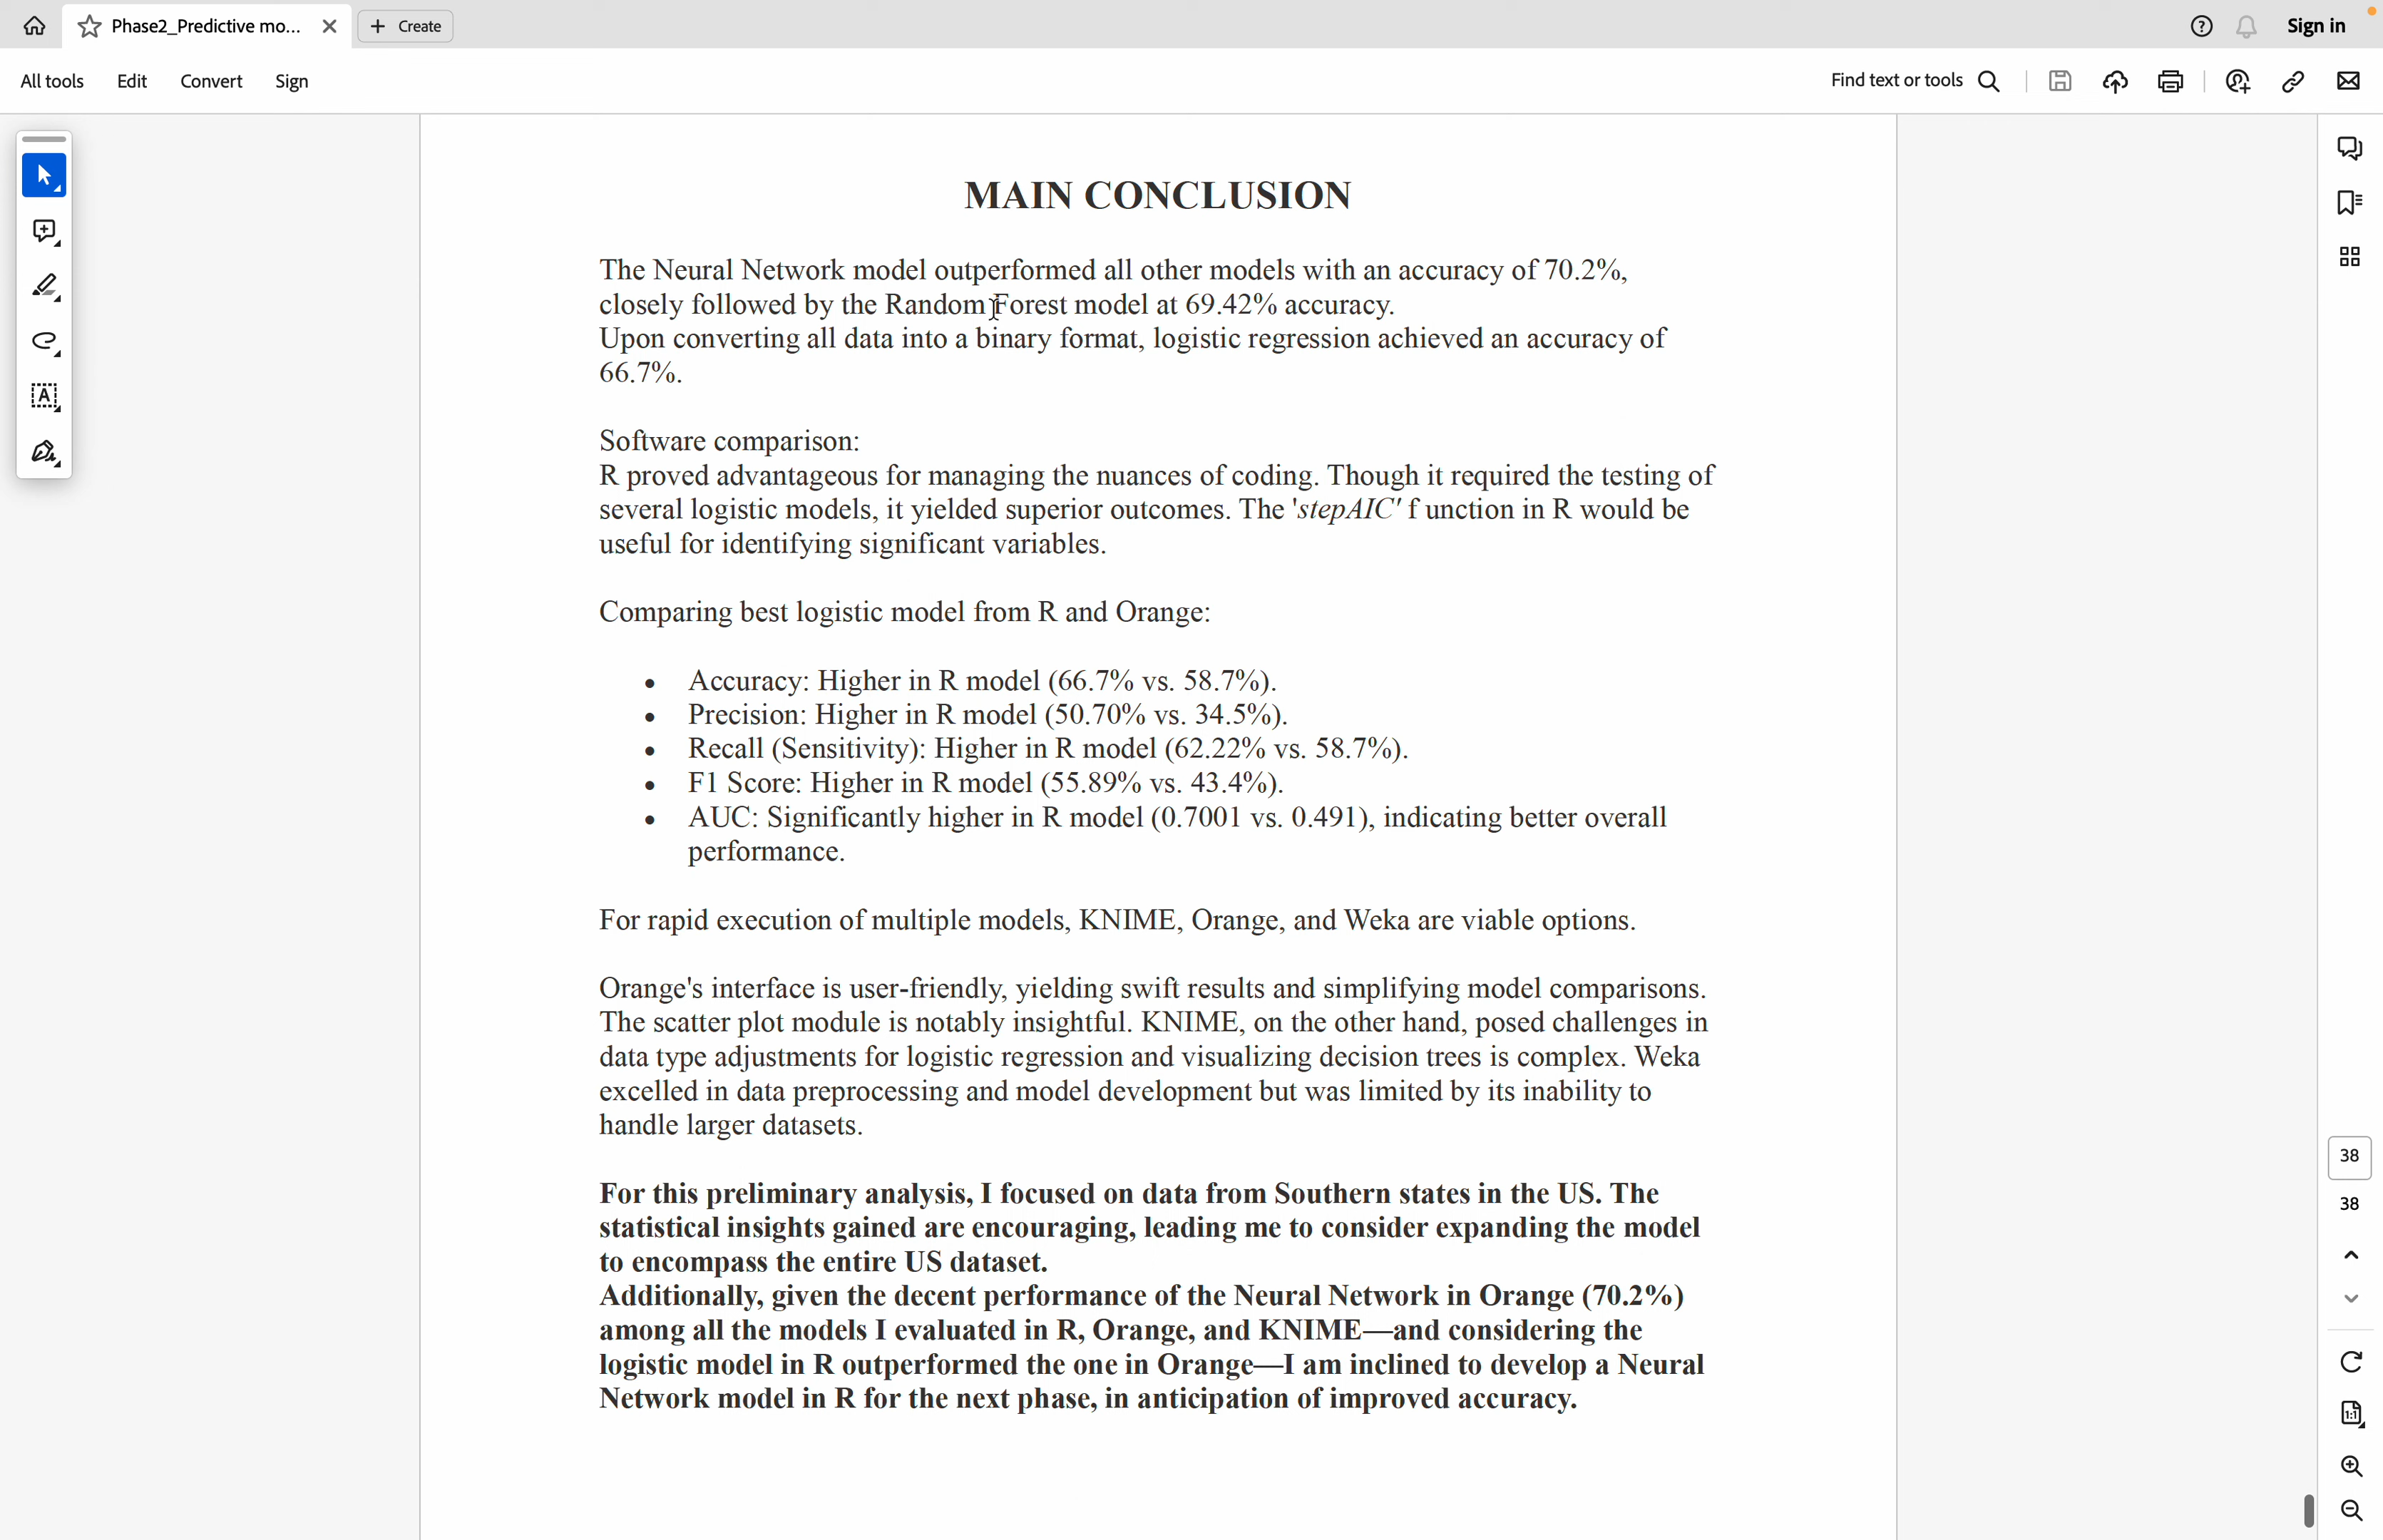 Phase2_Predictive mo...
Create
Sign in
All tools
Edit
Convert
Sign
Find text or tools
MAIN CONCLUSION
The Neural Network model outperformed all other models with an accuracy of 70.2%,
closely followed by the Random Forest model at 69.42% accuracy.
Upon converting all data into a binary format, logistic regression achieved an accuracy of
66.7%.
Software comparison:
R proved advantageous for managing the nuances of coding. Though it required the testing of
several logistic models, it yielded superior outcomes. The 'stepAIC' f unction in R would be
useful for identifying significant variables.
Comparing best logistic model from R and Orange:
• Accuracy: Higher in R model (66.7% vs. 58.7%).
• Precision: Higher in R model (50.70% vs. 34.5%).
• Recall (Sensitivity): Higher in R model (62.22% vs. 58.7%).
• F1 Score: Higher in R model (55.89% vs. 43.4%).
• AUC: Significantly higher in R model (0.7001 vs. 0.491), indicating better overall
performance.
For rapid execution of multiple models, KNIME, Orange, and Weka are viable options.
Orange's interface is user-friendly, yielding swift results and simplifying model comparisons.
The scatter plot module is notably insightful. KNIME, on the other hand, posed challenges in
data type adjustments for logistic regression and visualizing decision trees is complex. Weka
excelled in data preprocessing and model development but was limited by its inability to
handle larger datasets.
For this preliminary analysis, I focused on data from Southern states in the US. The
statistical insights gained are encouraging, leading me to consider expanding the model
to encompass the entire US dataset.
Additionally, given the decent performance of the Neural Network in Orange (70.2%)
among all the models I evaluated in R, Orange, and KNIME—and considering the
logistic model in R outperformed the one in Orange—I am inclined to develop a Neural
Network model in R for the next phase, in anticipation of improved accuracy.
38
38
1:1